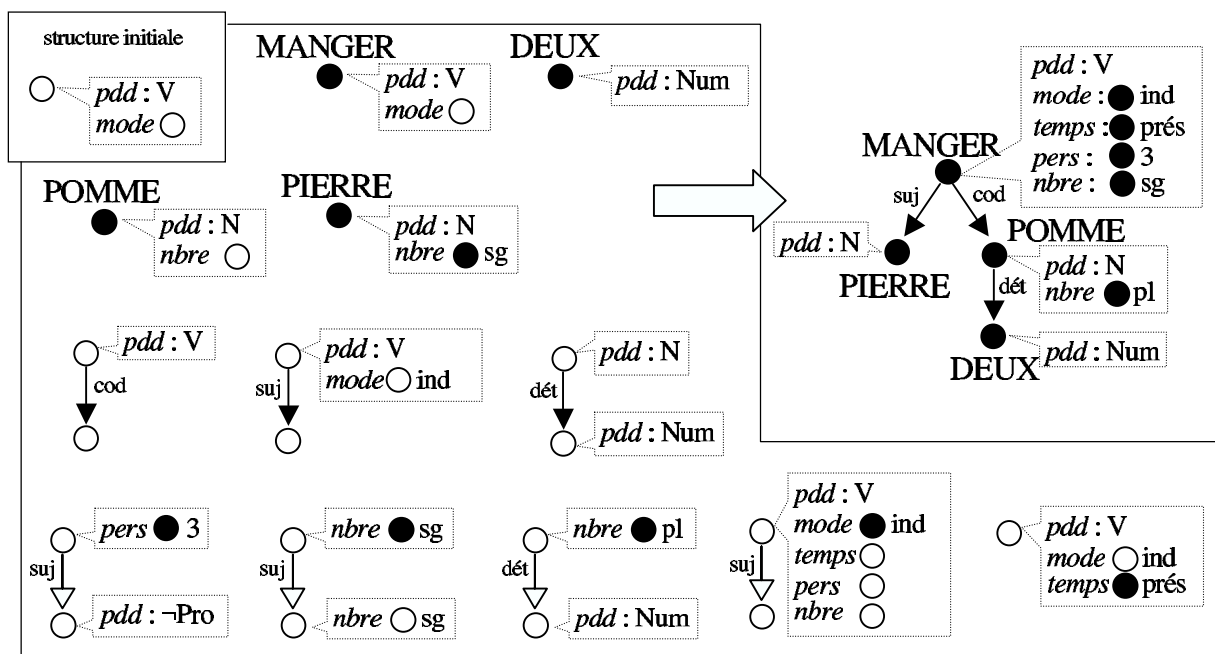 structure initiale
pdd : V
mode
MANGER
pdd : V
mode
DEUX
pdd : Num
POMME
pdd : N
nbre
PIERRE
pdd : N
nbre sg
pdd : V
cod
pdd : V
mode ind
suj
pdd : N
dét
pdd : Num
pers 3
suj
pdd : ¬Pro
nbre sg
suj
nbre sg
nbre pl
dét
pdd : Num
pdd : V
mode ind
temps
pers
nbre
suj
pdd : V
mode ind
temps prés
pdd : V
mode : ind
temps : prés
pers : 3
nbre : sg
MANGER
suj
cod
pdd : N
PIERRE
POMME
pdd : N
nbre pl
dét
pdd : Num
DEUX